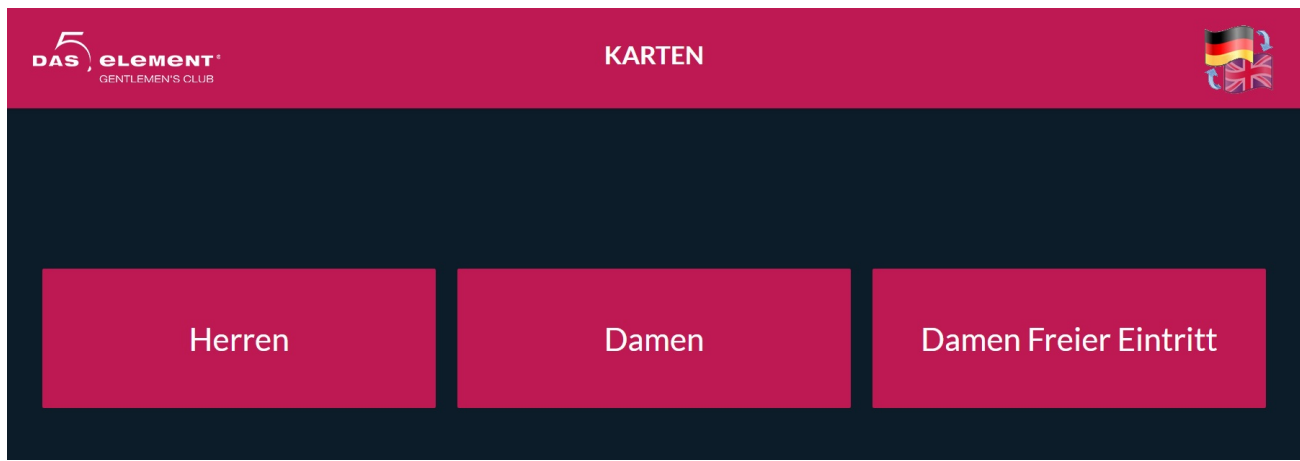 DAS 5 ELEMENT®
GENTLEMEN'S CLUB
KARTEN
Herren
Damen
Damen Freier Eintritt